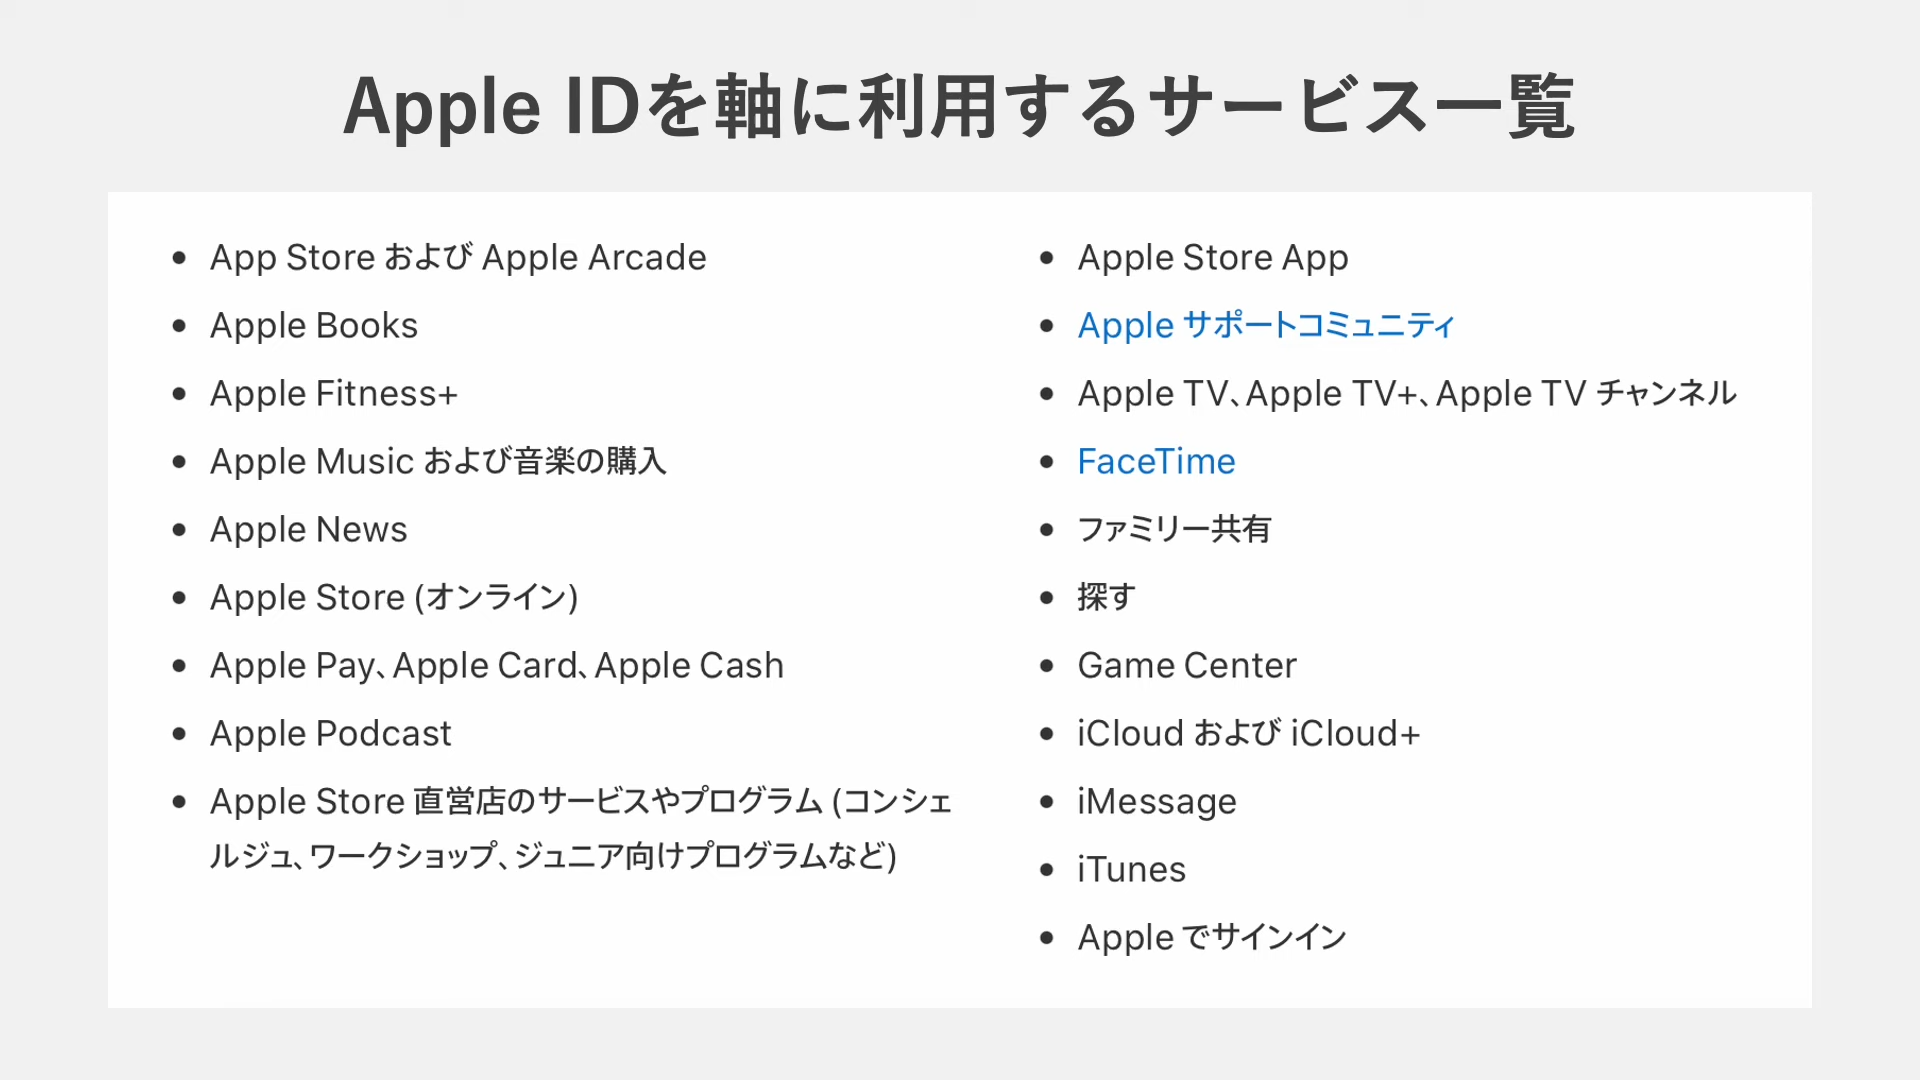 Apple IDを軸に利用するサービス一覧
App Store および Apple Arcade
Apple Books
Apple Fitness+
Apple Music および音楽の購入
Apple News
Apple Store (オンライン)
Apple Pay、Apple Card、Apple Cash
Apple Podcast
Apple Store 直営店のサービスやプログラム (コンシェ
ルジュ、ワークショップ、ジュニア向けプログラムなど)
Apple Store App
Apple サポートコミュニティ
Apple TV、Apple TV+、Apple TV チャンネル
FaceTime
ファミリー共有
探す
Game Center
iCloud および iCloud+
iMessage
iTunes
Apple でサインイン